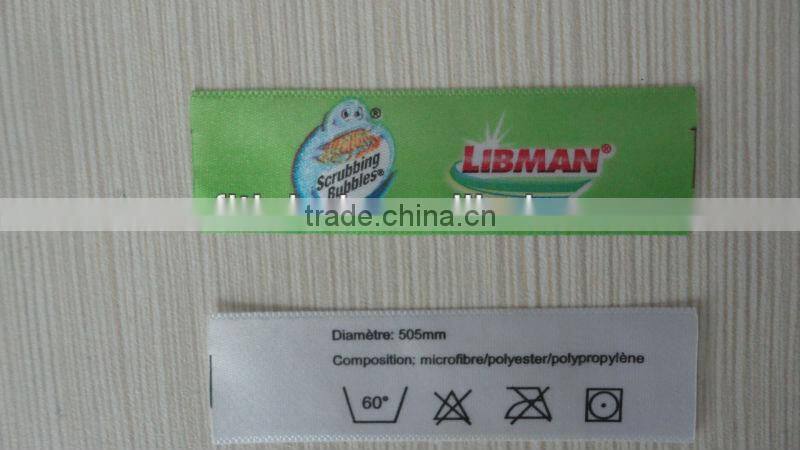 Scrubbing
Bubbles®
LIBMAN®
trade.china.cn
Diamètre: 505mm
Composition: microfibre/polyester/polypropylène
60°